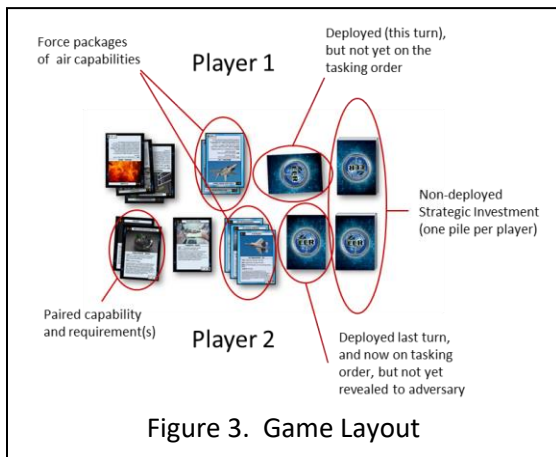 Force packages
of air capabilities
Player 1
Deployed (this turn),
but not yet on the
tasking order
Non-deployed
Strategic Investment
(one pile per player)
Paired capability
and requirement(s)
Player 2
Deployed last turn,
and now on tasking
order, but not yet
revealed to adversary
Figure 3.  Game Layout